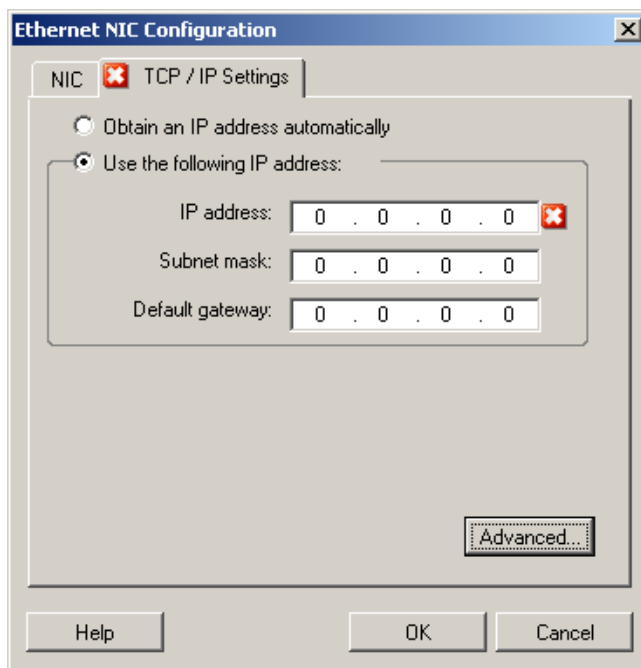 Ethernet NIC Configuration
NIC
TCP / IP Settings
Obtain an IP address automatically
Use the following IP address:
IP address: 0 . 0 . 0 . 0
Subnet mask: 0 . 0 . 0 . 0
Default gateway: 0 . 0 . 0 . 0
Advanced...
Help OK Cancel